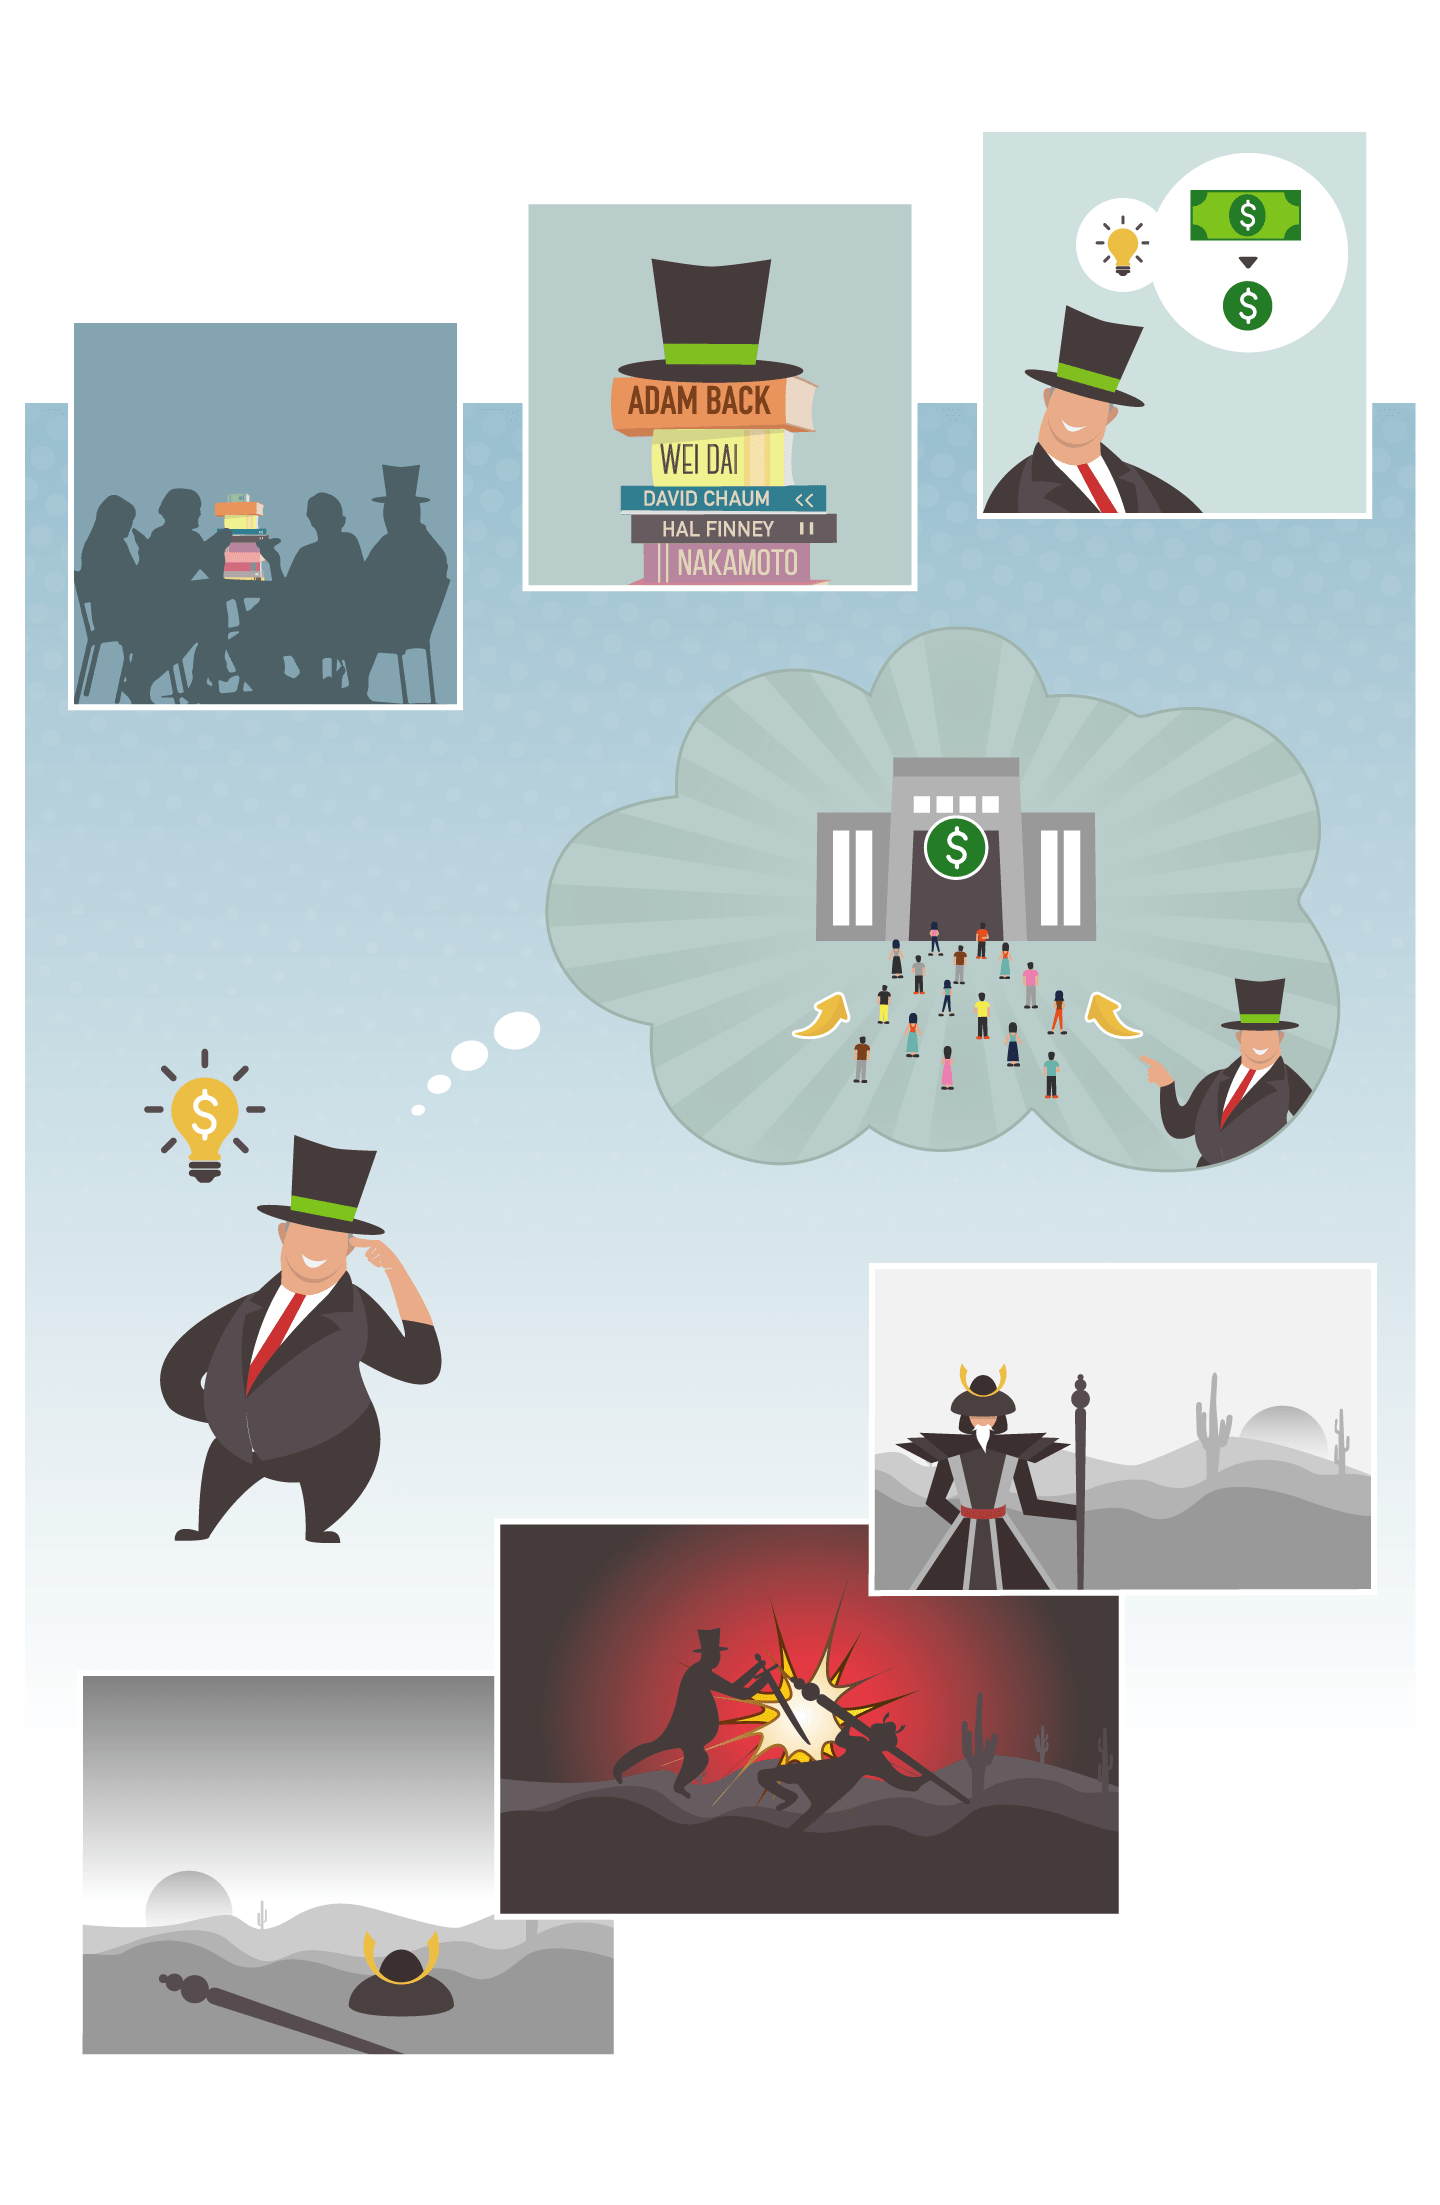 $
$
ADAM BACK
WEI DAI
DAVID CHAUM <<
HAL FINNEY
NAKAMOTO
$
$